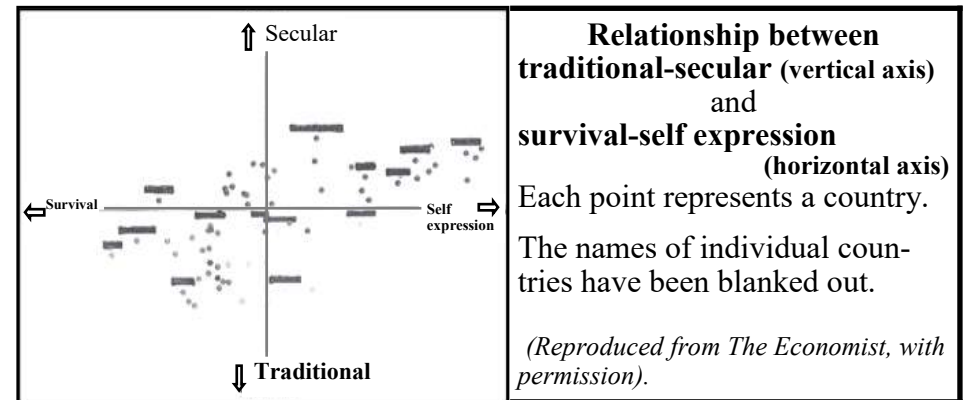 Secular
Survival
Self
expression
Traditional
Relationship between
traditional-secular (vertical axis)
and
survival-self expression
(horizontal axis)
Each point represents a country.
The names of individual coun-
tries have been blanked out.
(Reproduced from The Economist, with
permission).